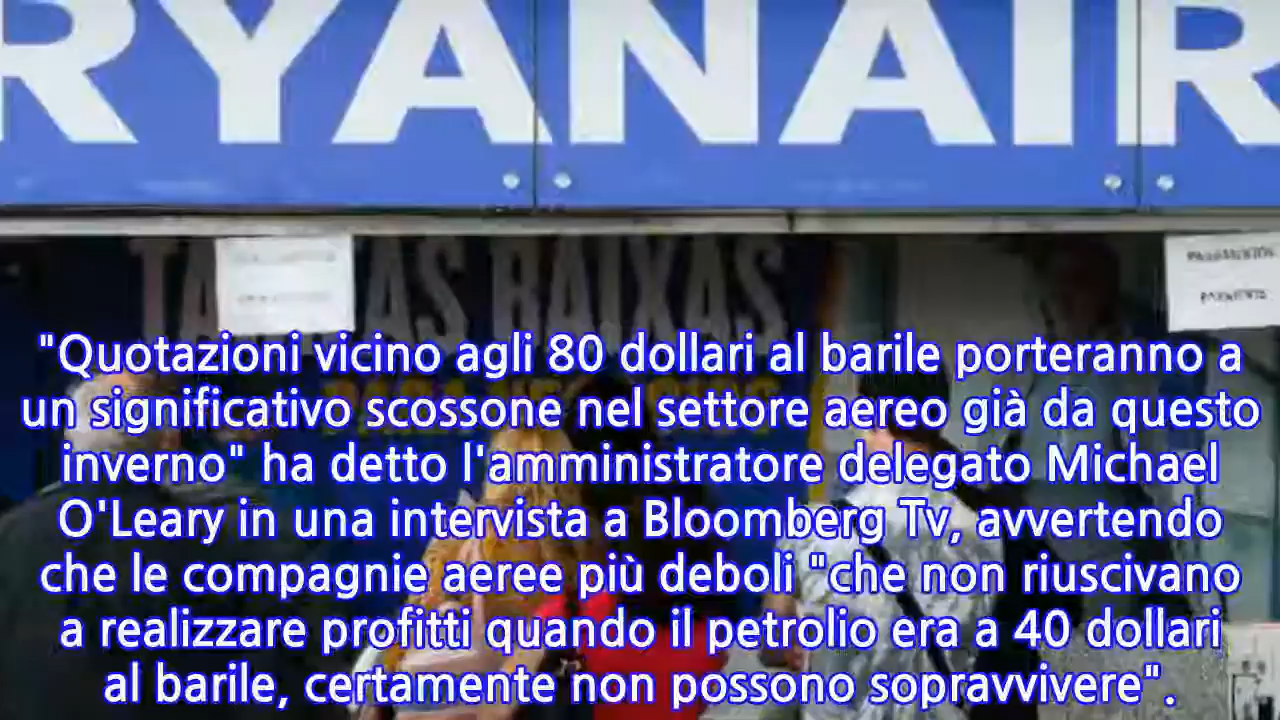 RYANAIR
BAIXAS
"Quotazioni vicino agli 80 dollari al barile porteranno a
un significativo scossone nel settore aereo già da questo
inverno" ha detto l'amministratore delegato Michael
O'Leary in una intervista a Bloomberg Tv, avvertendo
che le compagnie aeree più deboli "che non riuscivano
a realizzare profitti quando il petrolio era a 40 dollari
al barile, certamente non possono sopravvivere".